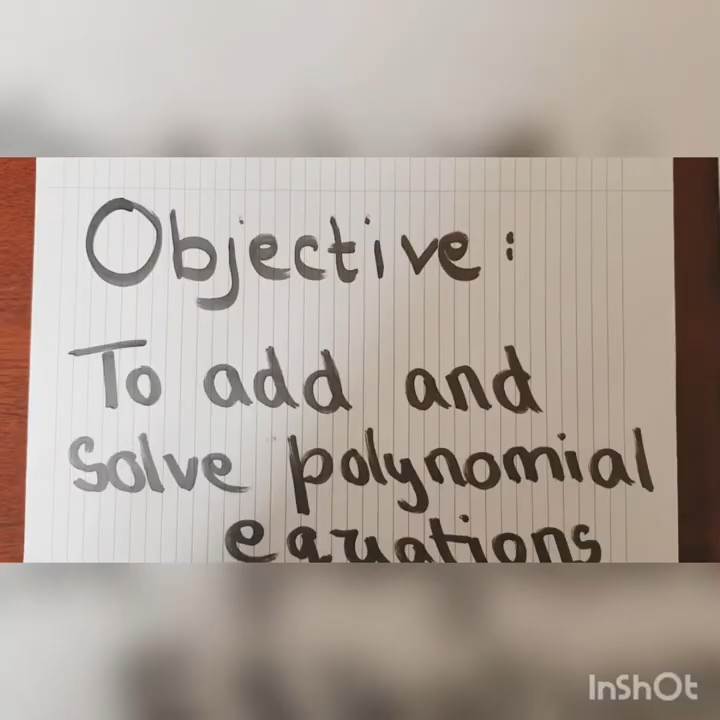 Objective:
To add and
solve polynomial
equations
InShOt